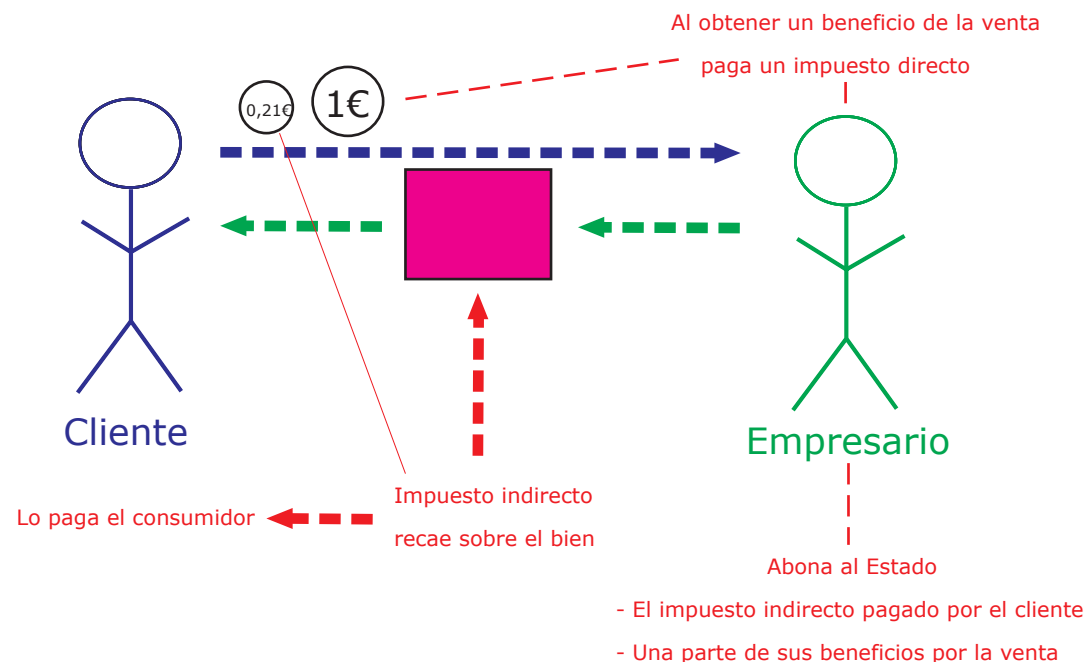 Al obtener un beneficio de la venta
paga un impuesto directo
0,21€
1€
Cliente
Empresario
Impuesto indirecto
recae sobre el bien
Lo paga el consumidor
Abona al Estado
- El impuesto indirecto pagado por el cliente
- Una parte de sus beneficios por la venta